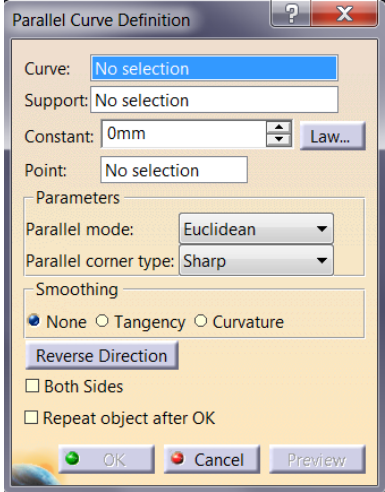 Parallel Curve Definition ? X
Curve: No selection
Support: No selection
Constant: 0mm Law...
Point: No selection
Parameters
Parallel mode: Euclidean
Parallel corner type: Sharp
Smoothing
None Tangency Curvature
Reverse Direction
Both Sides
Repeat object after OK
OK Cancel Preview